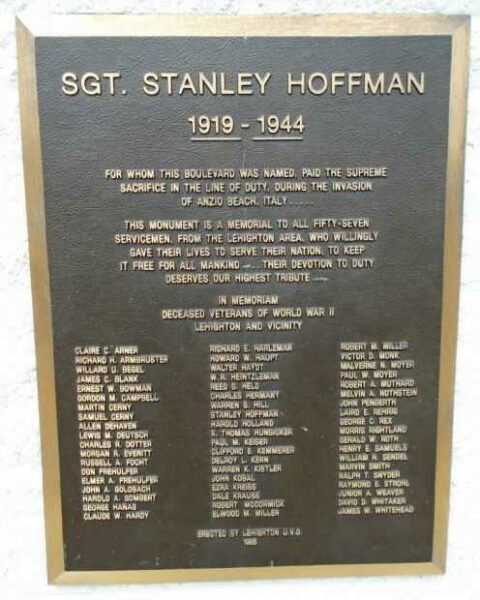 SGT. STANLEY HOFFMAN
1919 - 1944
FOR WHOM THIS BOULEVARD WAS NAMED, PAID THE SUPREME
SACRIFICE IN THE LINE OF DUTY, DURING THE INVASION
OF ANZIO BEACH, ITALY .....
THIS MONUMENT IS A MEMORIAL TO ALL FIFTY-SEVEN
SERVICEMEN, FROM THE LEHIGHTON AREA, WHO WILLINGLY
GAVE THEIR LIVES TO SERVE THEIR NATION, TO KEEP
IT FREE FOR ALL MANKIND .... THEIR DEVOTION TO DUTY
DESERVES OUR HIGHEST TRIBUTE ....
IN MEMORIAM
DECEASED VETERANS OF WORLD WAR II
LEHIGHTON AND VICINITY
CLAIRE C. ARNER
RICHARD H. ARMBRUSTER
WILLARD U. BEGEL
JAMES C. BLANK
ERNEST W. BOWMAN
GORDON M. CAMPBELL
MARTIN CERNY
SAMUEL CERNY
ALLEN DEHAVEN
LEWIS M. DEUTSCH
CHARLES R. DOTTER
MORGAN R. EVERITT
RUSSELL A. FOCHT
DON FREHULFER
ELMER A. FREHULFER
JOHN A. GOLDBACH
HAROLD A. GOMBERT
GEORGE HANAS
CLAUDE W. HARDY
RICHARD E. HARLEMAN
HOWARD W. HAUPT
WALTER HAYDT
W.R. HEINTZLEMAN
REED S. HELD
CHARLES HERMANY
WARREN S. HILL
STANLEY HOFFMAN
HAROLD HOLLAND
S. THOMAS HUNSICKER
PAUL M. KEISER
CLIFFORD E. KEMMERER
DELROY L. KERN
WARREN K. KISTLER
JOHN KOBAL
EZRA KREISS
DALE KRAUSS
ROBERT MCCORMICK
ELWOOD M. MILLER
ROBERT M. MILLER
VICTOR D. MONK
MALVERNE N. MOYER
PAUL W. MOYER
ROBERT A. MUTHARD
MELVIN A. NOTHSTEIN
JOHN PENBERTH
LAIRD E. REHRIG
GEORGE C. REX
MORRIS RIGHTLAND
GERALD W. ROTH
HENRY E. SAMUELS
WILLIAM H. SENDEL
MARVIN SMITH
RALPH T. SNYDER
RAYMOND E. STROHL
JUNIOR A. WEAVER
DAVID D. WHITAKER
JAMES W. WHITEHEAD
ERECTED BY LEHIGHTON U.V.O.